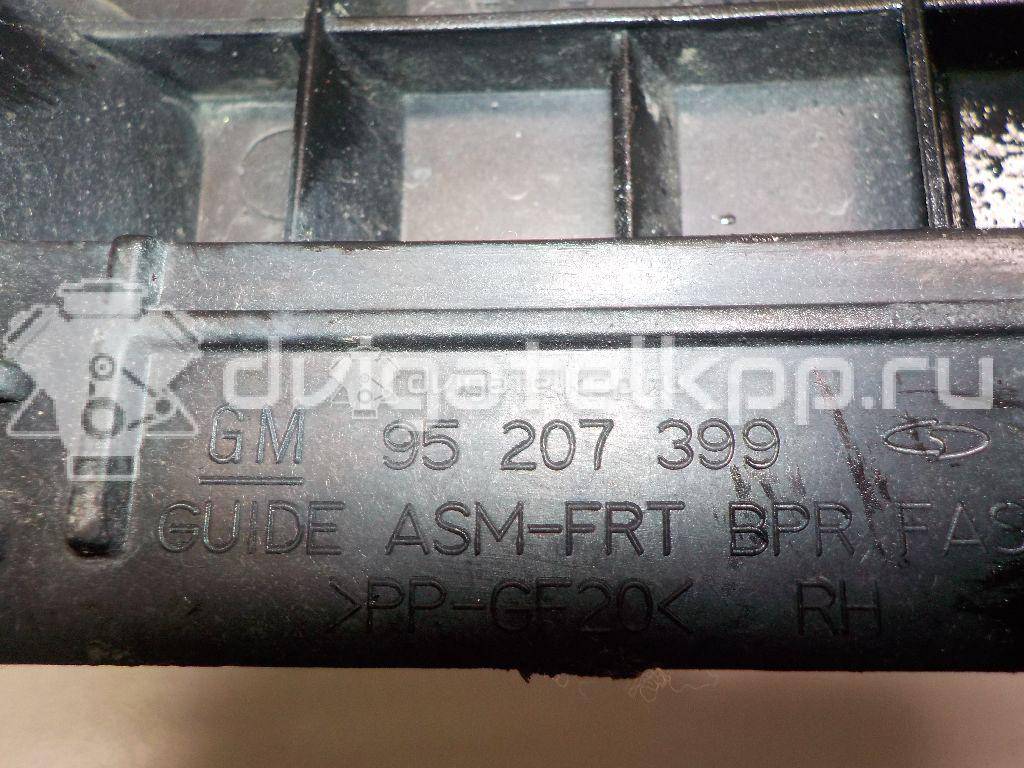 dvigatelkpp.ru
GM 95 207 399
GUIDE ASM-FRT BPR FAS
>PP-GF20< RH